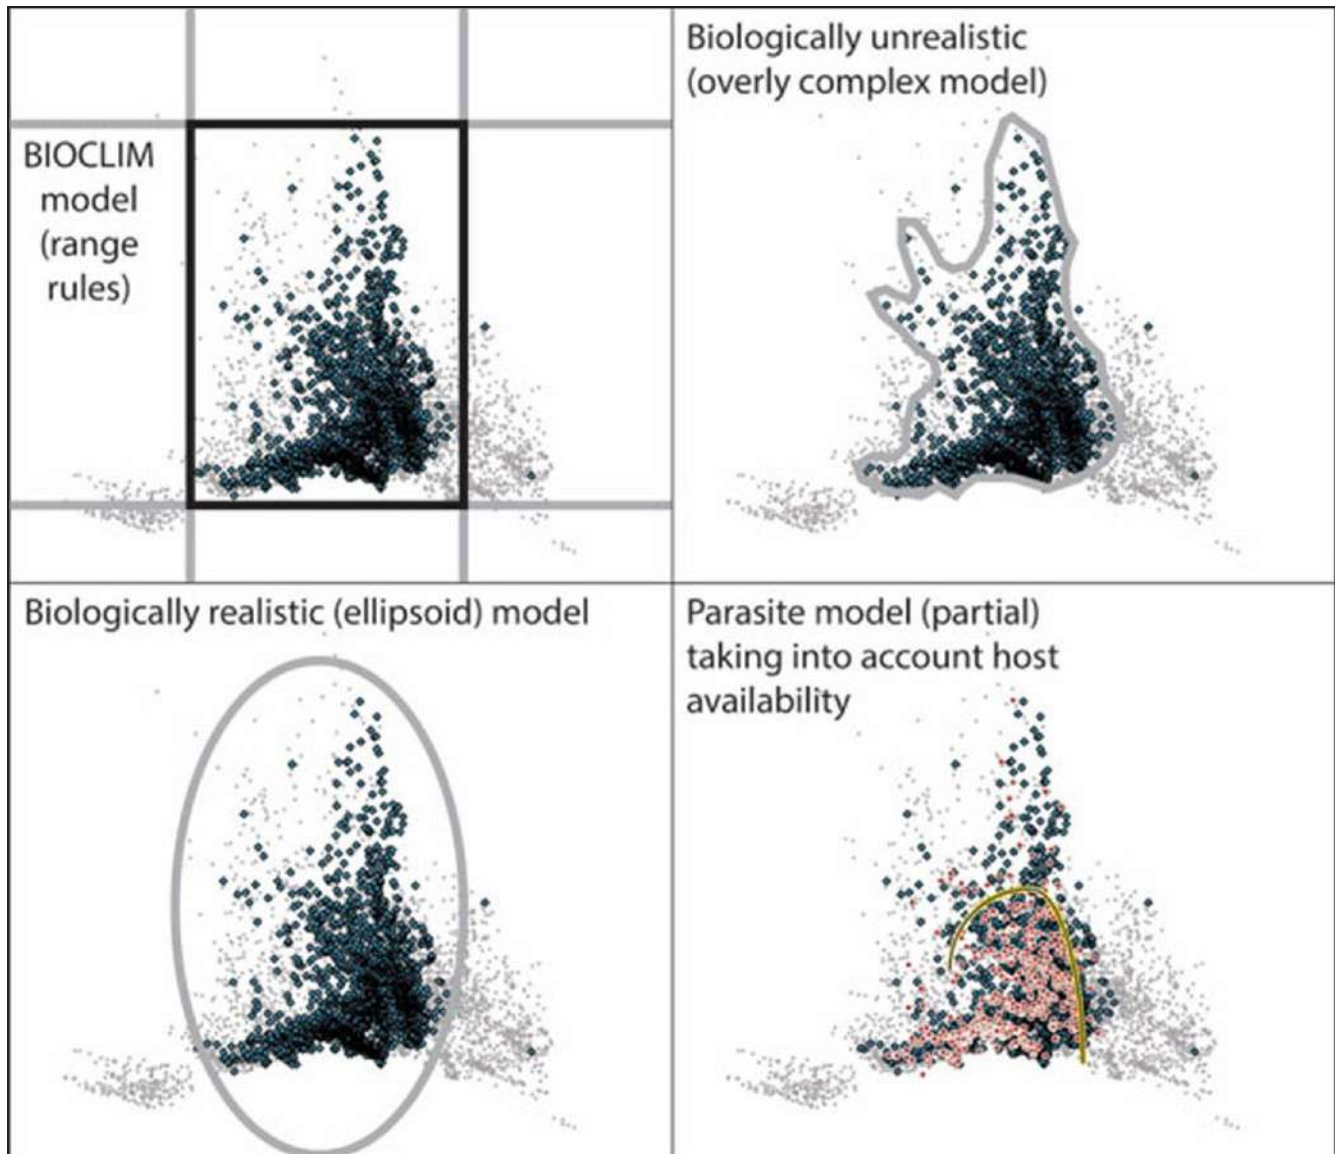 BIOCLIM
model
(range
rules)
Biologically unrealistic
(overly complex model)
Biologically realistic (ellipsoid) model
Parasite model (partial)
taking into account host
availability